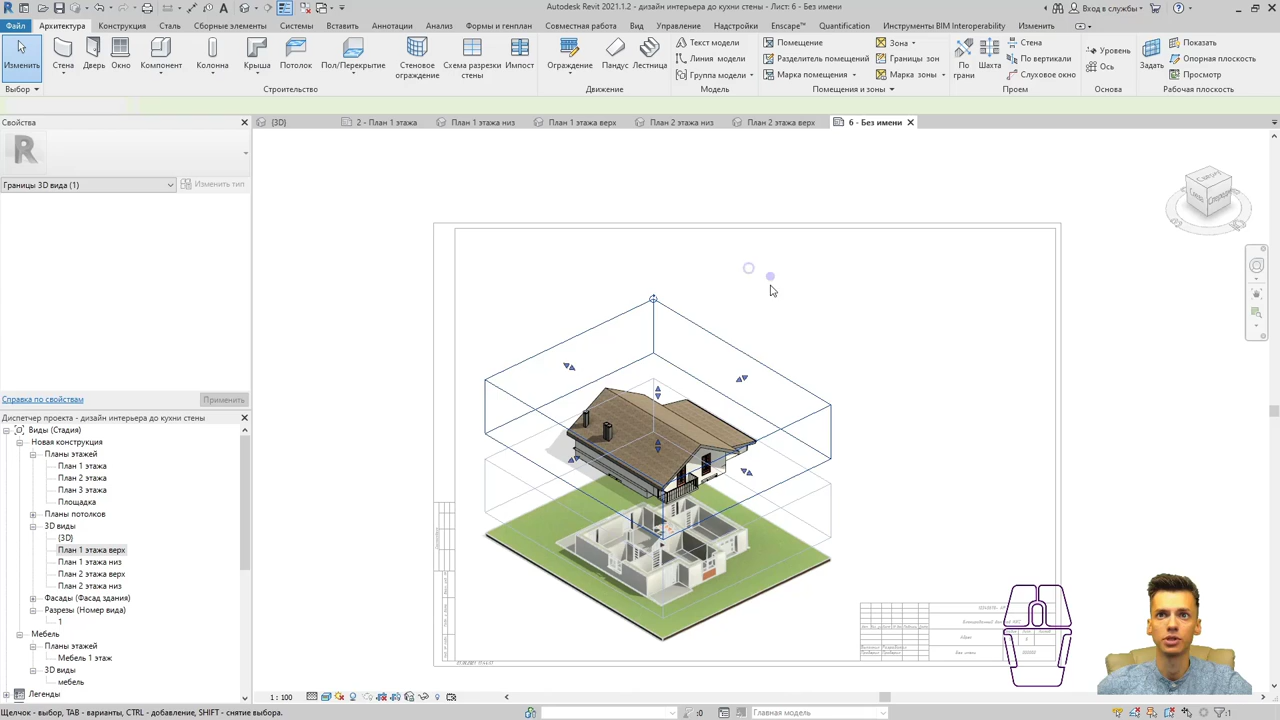 Autodesk Revit 2021.1.2 - дизайн интерьера до кухни стены - Лист: 6 - Без имени
Вход в службы
Файл Архитектура Конструкция Сталь Сборные элементы Системы Вставить Аннотации Анализ Формы и генплан Совместная работа Вид Управление Надстройки Enscape™ Quantification Инструменты BIM Interoperability Изменить
Изменить Стена Дверь Окно Компонент Колонна Крыша Потолок Пол/Перекрытие Стеновое ограждение Схема разрезки стены Импост Ограждение Пандус Лестница
Текст модели
Линия модели
Группа модели
Помещение
Разделитель помещений
Марка помещения
Зона
Границы зон
Марка зоны
По грани
Шахта
Стена
По вертикали
Слуховое окно
Уровень
Ось
Задать
Показать
Опорная плоскость
Просмотр
Выбор Строительство Движение Модель Помещения и зоны Проем Основа Рабочая плоскость
Свойства
{3D} 2 - План 1 этажа План 1 этажа низ План 1 этажа верх План 2 этажа низ План 2 этажа верх 6 - Без имени
Границы 3D вида (1) Изменить тип
Справка по свойствам Применить
Диспетчер проекта - дизайн интерьера до кухни стены
Виды (Стадия)
Новая конструкция
Планы этажей
План 1 этажа
План 2 этажа
План 3 этажа
Площадка
Планы потолков
3D виды
{3D}
План 1 этажа верх
План 1 этажа низ
План 2 этажа верх
План 2 этажа низ
Фасады (Фасад здания)
Разрезы (Номер вида)
1
Мебель
Планы этажей
Мебель 1 этаж
3D виды
мебель
Легенды
1 : 100
Щелчок - выбор, TAB - варианты, CTRL - добавление, SHIFT - снятие выбора.
:0 Главная модель :1